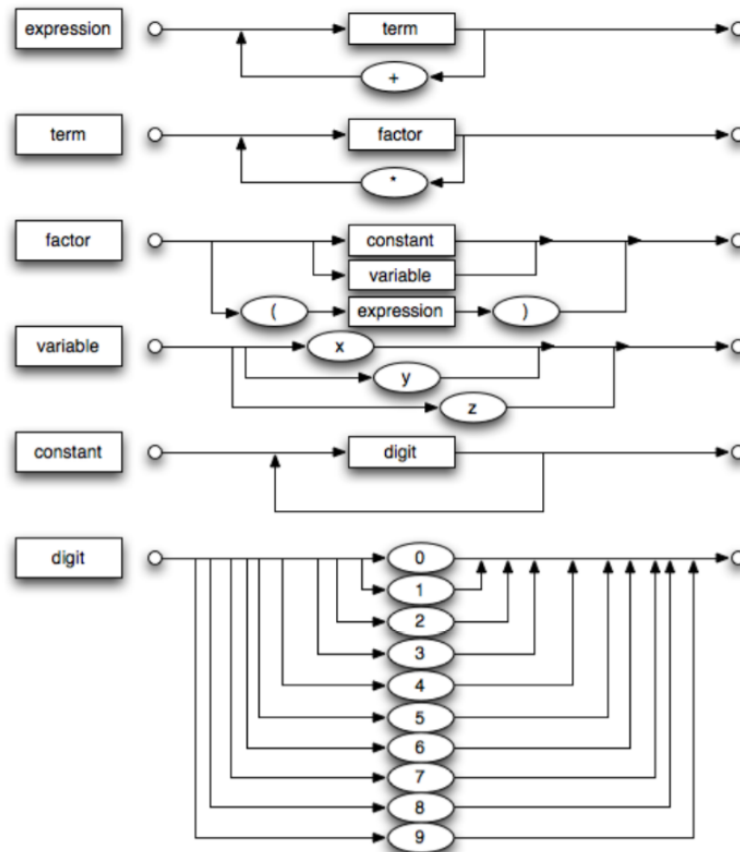 expression term
+
term factor
*
factor constant
variable
( expression )
variable x
y
z
constant digit
digit 0
1
2
3
4
5
6
7
8
9